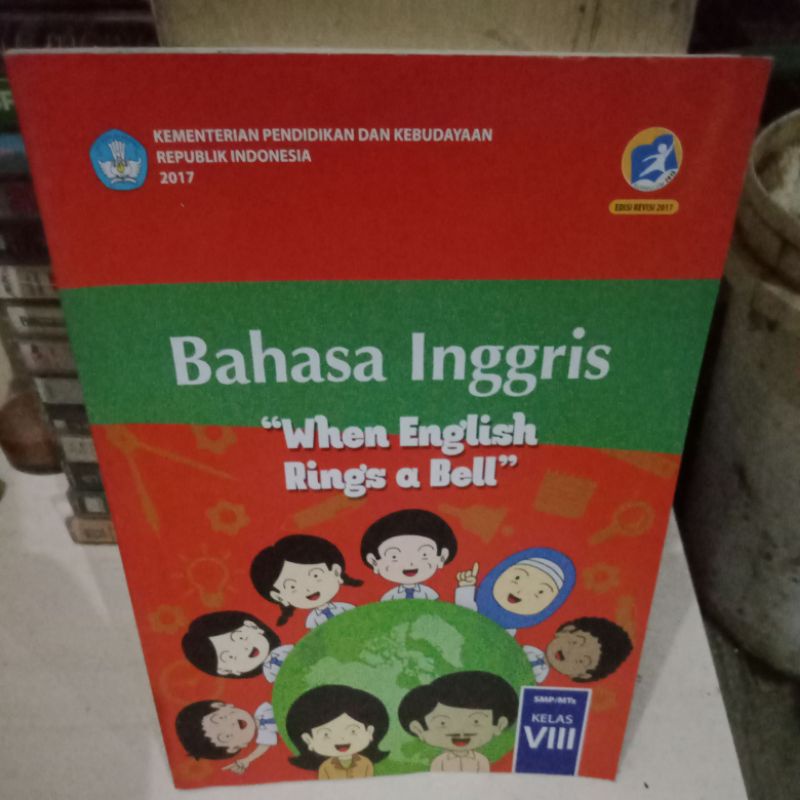 KEMENTERIAN PENDIDIKAN DAN KEBUDAYAAN
REPUBLIK INDONESIA
2017
EDISI REVISI 2017
Bahasa Inggris
“When English
Rings a Bell”
SMP/MTs
KELAS
VIII